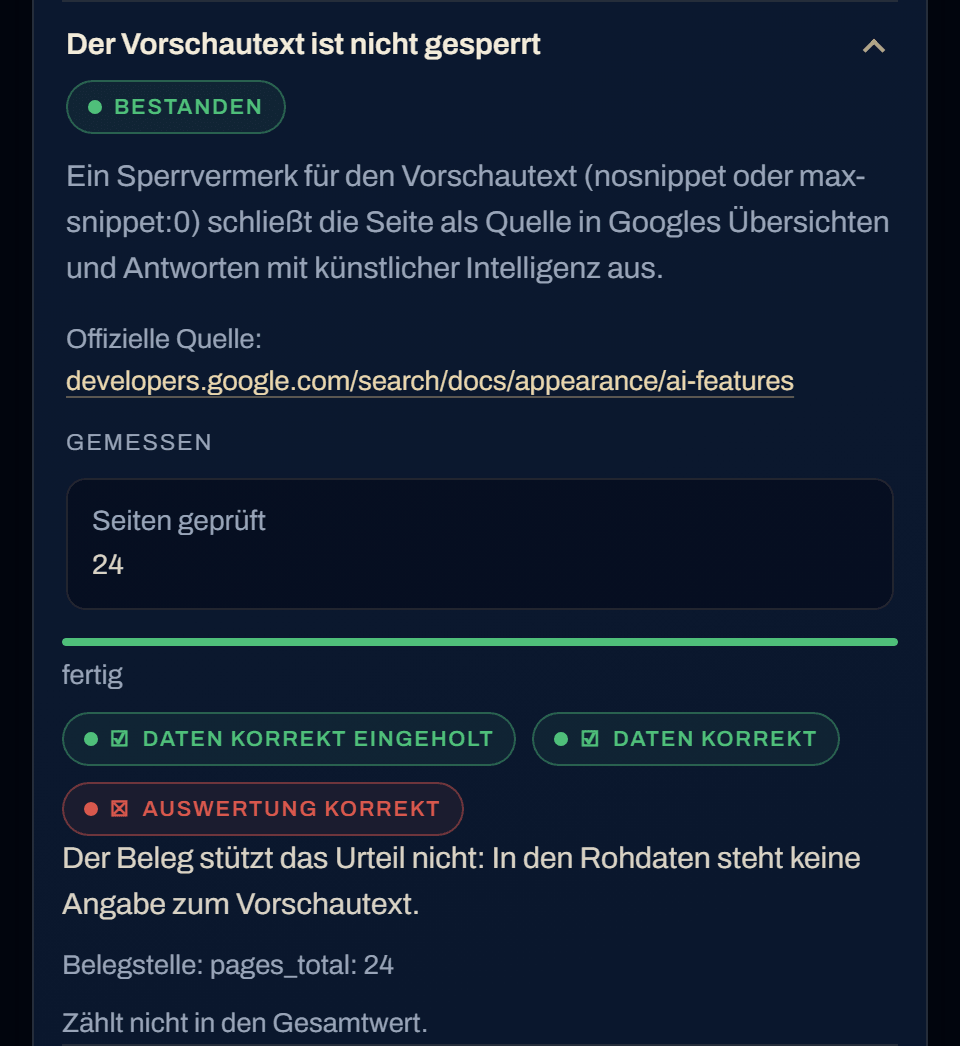 Der Vorschautext ist nicht gesperrt
BESTANDEN
Ein Sperrvermerk für den Vorschautext (nosnippet oder max-
snippet:0) schließt die Seite als Quelle in Googles Übersichten
und Antworten mit künstlicher Intelligenz aus.
Offizielle Quelle:
developers.google.com/search/docs/appearance/ai-features
GEMESSEN
Seiten geprüft
24
fertig
☑ DATEN KORREKT EINGEHOLT
☑ DATEN KORREKT
☒ AUSWERTUNG KORREKT
Der Beleg stützt das Urteil nicht: In den Rohdaten steht keine
Angabe zum Vorschautext.
Belegstelle: pages_total: 24
Zählt nicht in den Gesamtwert.